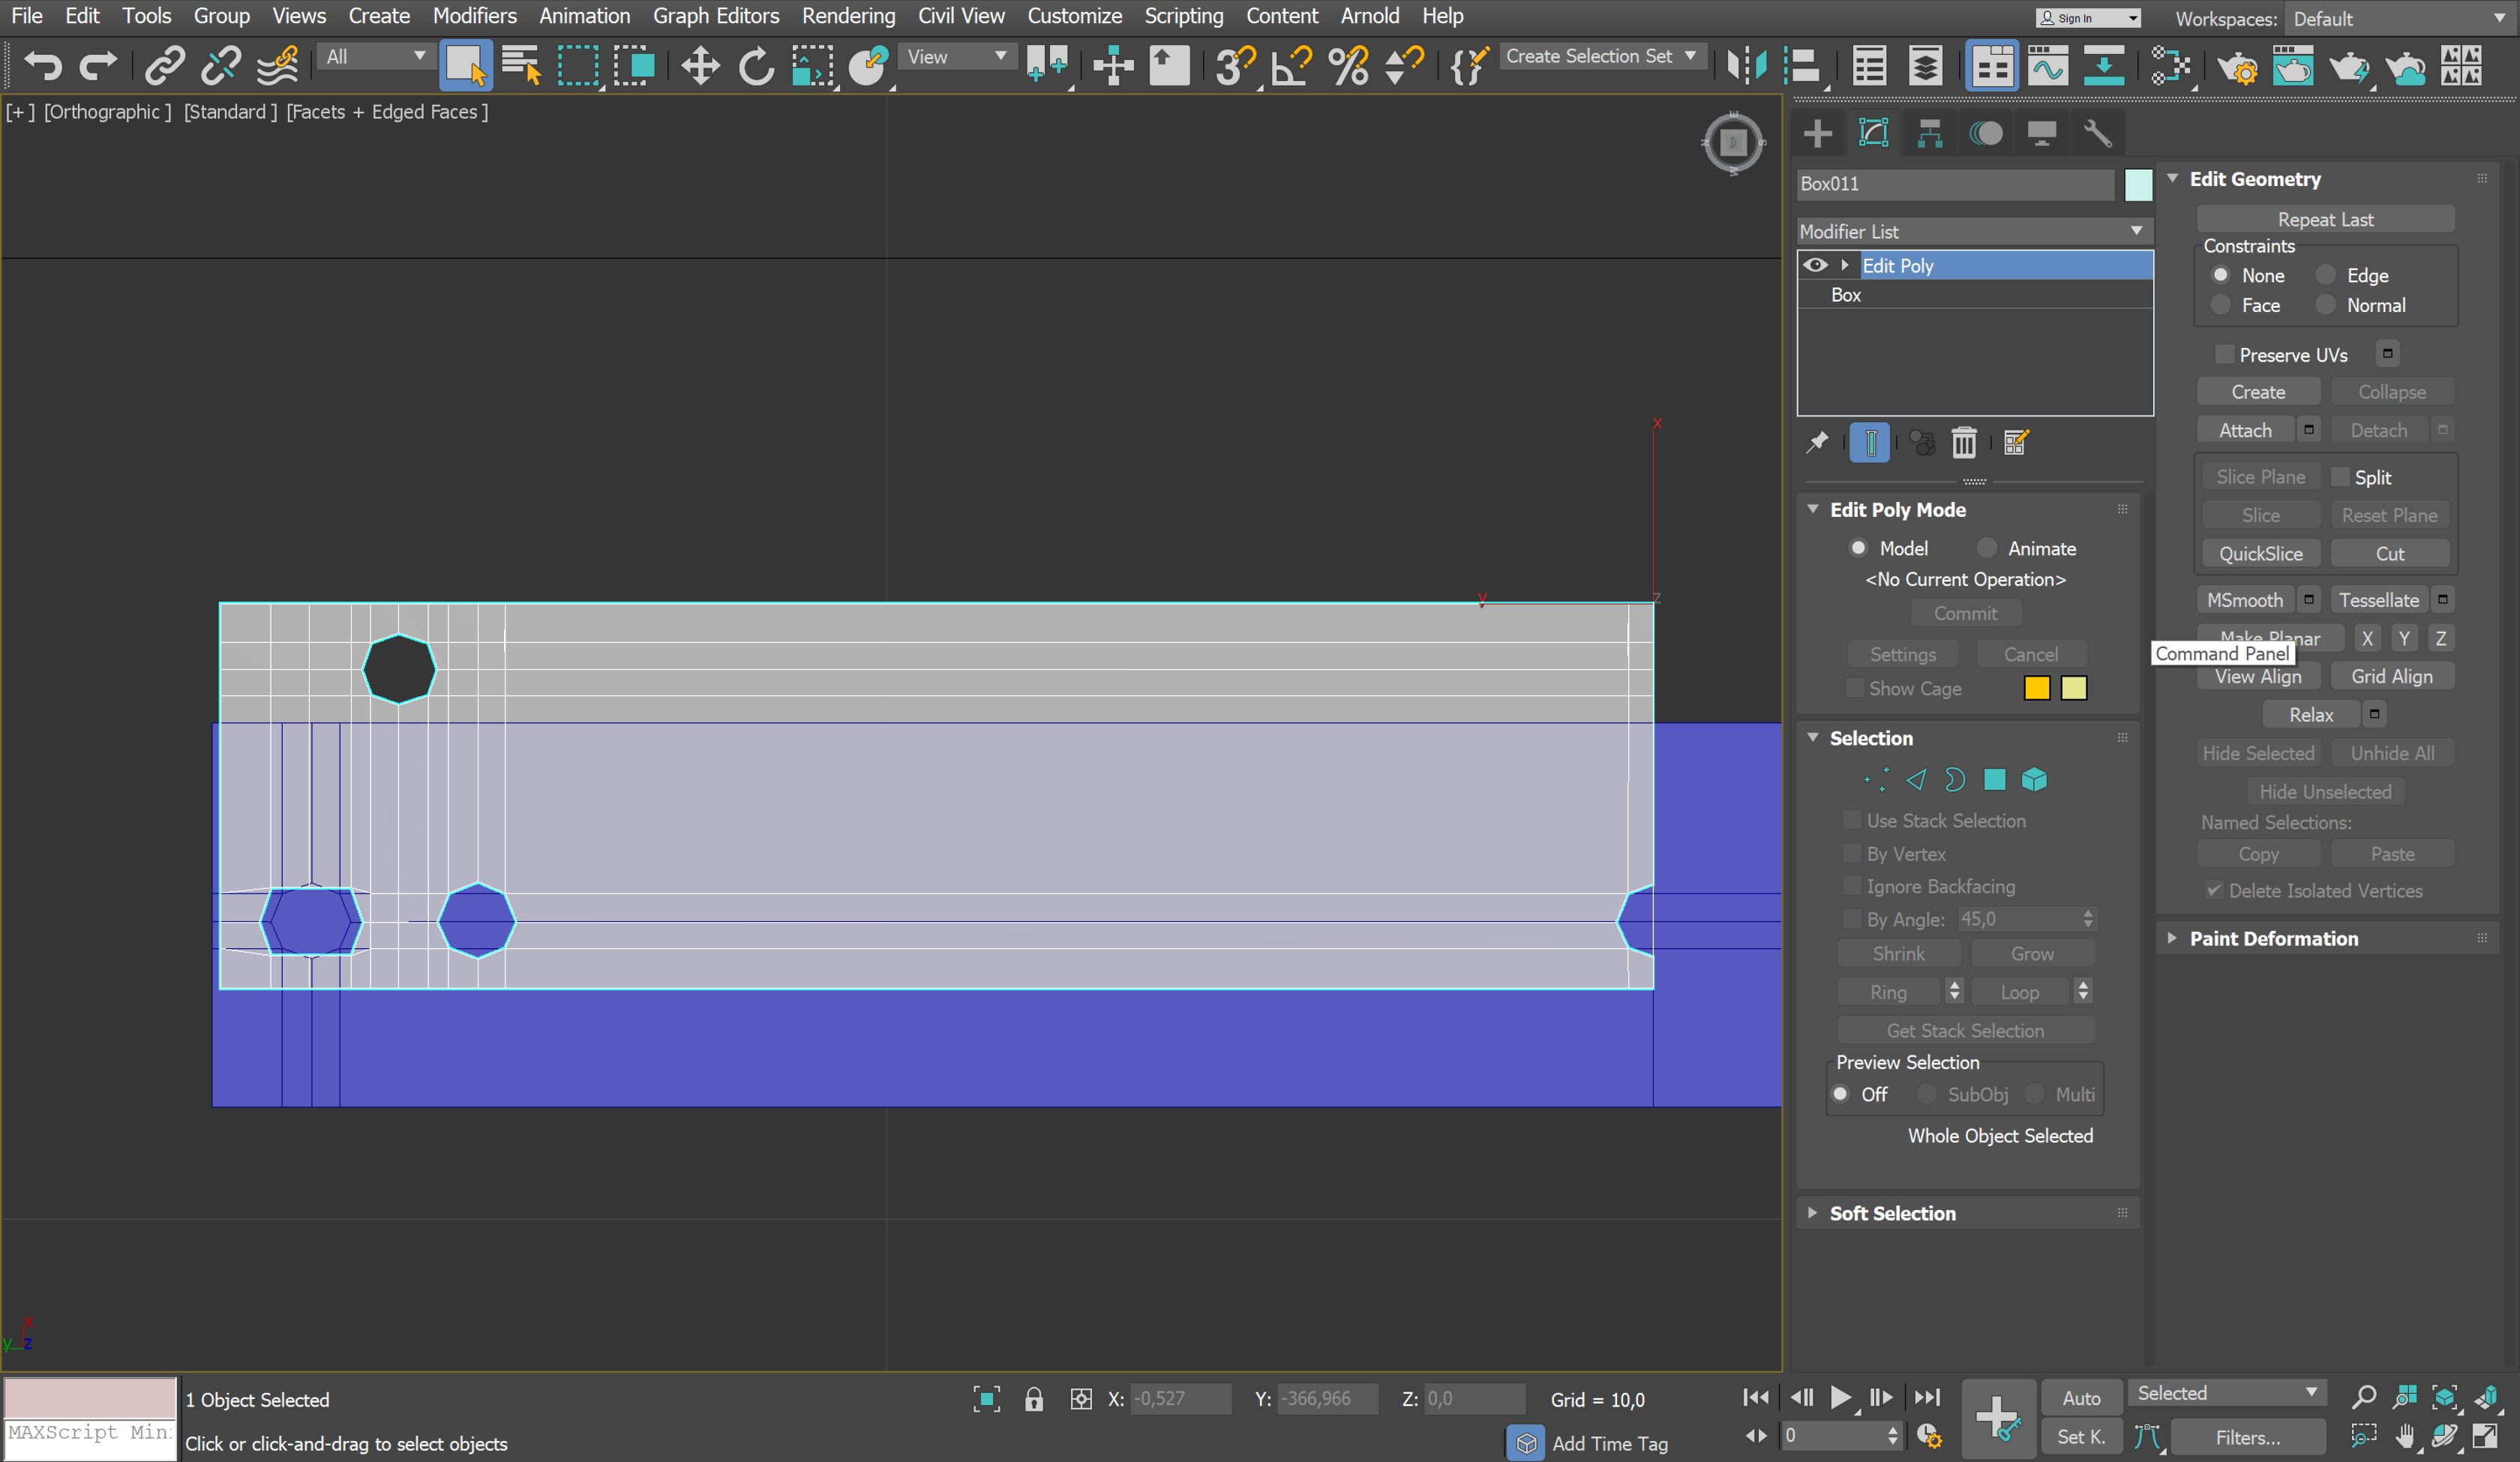 File Edit Tools Group Views Create Modifiers Animation Graph Editors Rendering Civil View Customize Scripting Content Arnold Help
Sign In
Workspaces: Default
All
View
3
Create Selection Set
[+] [Orthographic] [Standard] [Facets + Edged Faces]
Box011
Modifier List
Edit Poly
Box
Edit Poly Mode
Model Animate
<No Current Operation>
Commit
Settings Cancel
Show Cage
Selection
Use Stack Selection
By Vertex
Ignore Backfacing
By Angle: 45,0
Shrink Grow
Ring Loop
Get Stack Selection
Preview Selection
Off SubObj Multi
Whole Object Selected
Soft Selection
Edit Geometry
Repeat Last
Constraints
None Edge
Face Normal
Preserve UVs
Create Collapse
Attach Detach
Slice Plane Split
Slice Reset Plane
QuickSlice Cut
MSmooth Tessellate
Make Planar X Y Z
Command Panel
View Align Grid Align
Relax
Hide Selected Unhide All
Hide Unselected
Named Selections:
Copy Paste
Delete Isolated Vertices
Paint Deformation
x
y z
x
y z
1 Object Selected
X: -0,527 Y: -366,966 Z: 0,0 Grid = 10,0
Auto Selected
MAXScript Min
Click or click-and-drag to select objects
Add Time Tag
0
Set K. Filters...